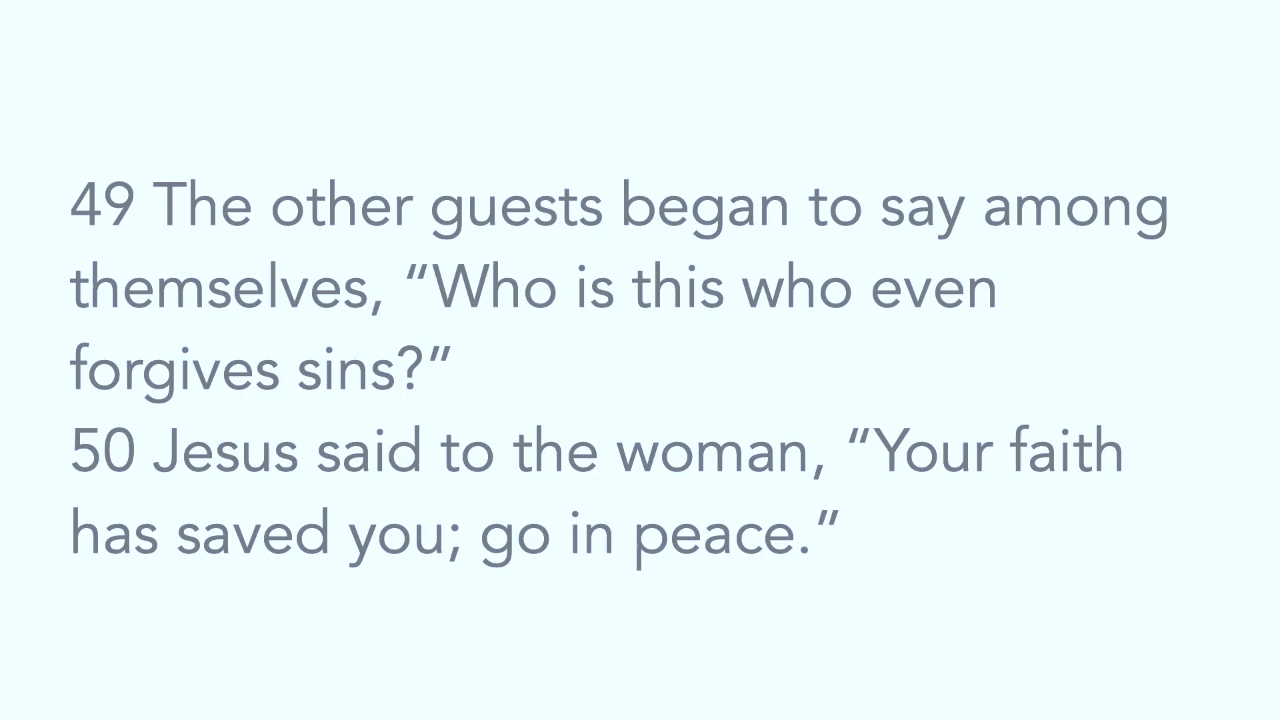 49 The other guests began to say among
themselves, “Who is this who even
forgives sins?”
50 Jesus said to the woman, “Your faith
has saved you; go in peace.”